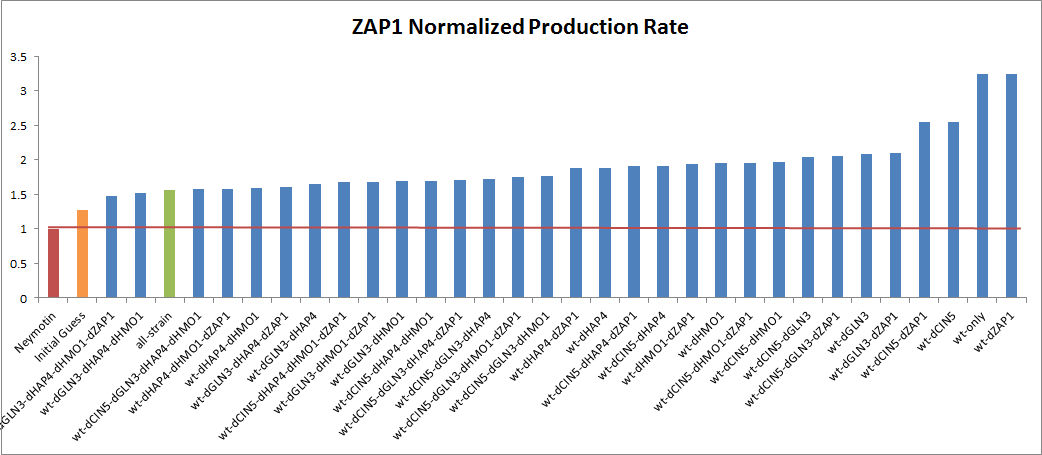 ZAP1 Normalized Production Rate
3.5
3
2.5
2
1.5
1
0.5
0
Neymotin
Initial Guess
dGLN3-dHAP4-dHMO1-dZAP1
wt-dGLN3-dHAP4-dHMO1
all-strain
wt-dCIN5-dGLN3-dHAP4-dHMO1
wt-dHAP4-dHMO1-dZAP1
wt-dHAP4-dHMO1
wt-dGLN3-dHAP4-dZAP1
wt-dGLN3-dHAP4
wt-dCIN5-dHAP4-dHMO1-dZAP1
wt-dGLN3-dHMO1-dZAP1
wt-dGLN3-dHMO1
wt-dCIN5-dHAP4-dHMO1
wt-dCIN5-dGLN3-dHAP4-dZAP1
wt-dCIN5-dGLN3-dHAP4
wt-dCIN5-dGLN3-dHMO1-dZAP1
wt-dCIN5-dGLN3-dHMO1
wt-dHAP4-dZAP1
wt-dHAP4
wt-dCIN5-dHAP4-dZAP1
wt-dCIN5-dHAP4
wt-dHMO1-dZAP1
wt-dHMO1
wt-dCIN5-dHMO1-dZAP1
wt-dCIN5-dHMO1
wt-dCIN5-dGLN3
wt-dCIN5-dGLN3-dZAP1
wt-dGLN3
wt-dGLN3-dZAP1
wt-dCIN5-dZAP1
wt-dCIN5
wt-only
wt-dZAP1